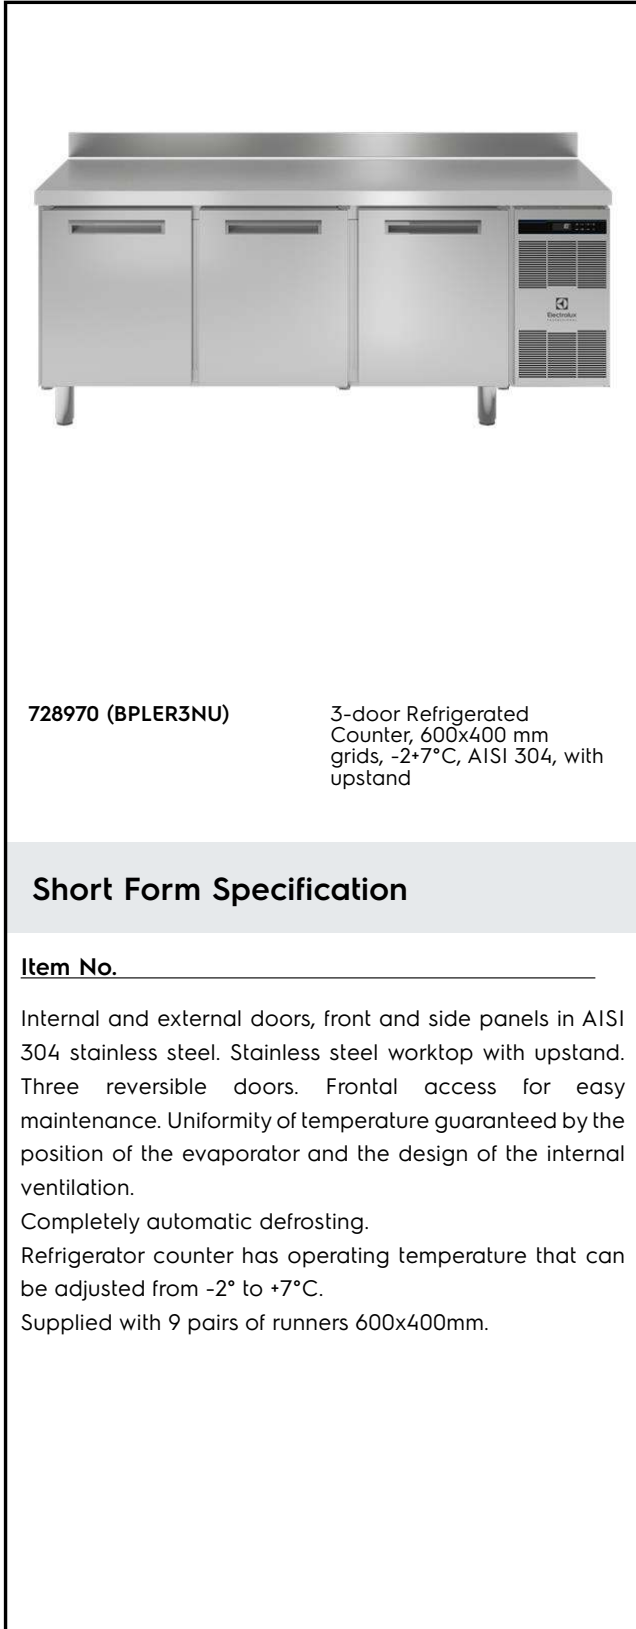 Electrolux
PROFESSIONAL
728970 (BPLER3NU)
3-door Refrigerated
Counter, 600x400 mm
grids, -2+7°C, AISI 304, with
upstand
Short Form Specification
Item No.
Internal and external doors, front and side panels in AISI
304 stainless steel. Stainless steel worktop with upstand.
Three reversible doors. Frontal access for easy
maintenance. Uniformity of temperature guaranteed by the
position of the evaporator and the design of the internal
ventilation.
Completely automatic defrosting.
Refrigerator counter has operating temperature that can
be adjusted from -2° to +7°C.
Supplied with 9 pairs of runners 600x400mm.